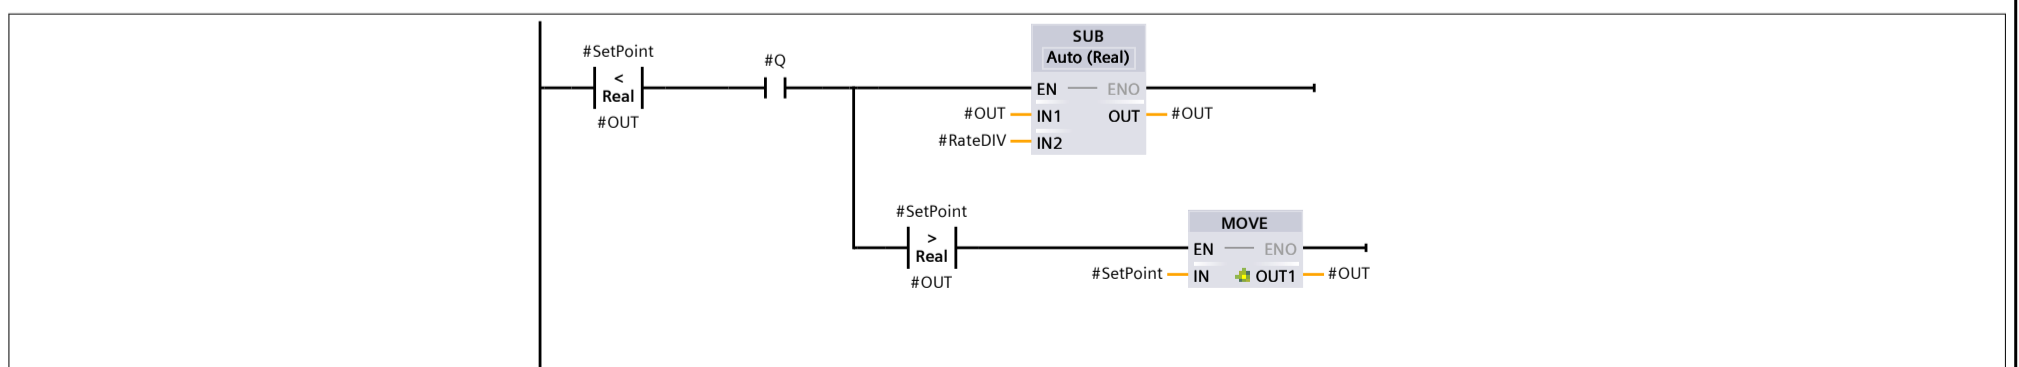 #SetPoint
<
Real
#OUT
#Q
SUB
Auto (Real)
EN ENO
#OUT IN1 OUT #OUT
#RateDIV IN2
#SetPoint
>
Real
#OUT
MOVE
EN ENO
#SetPoint IN OUT1 #OUT